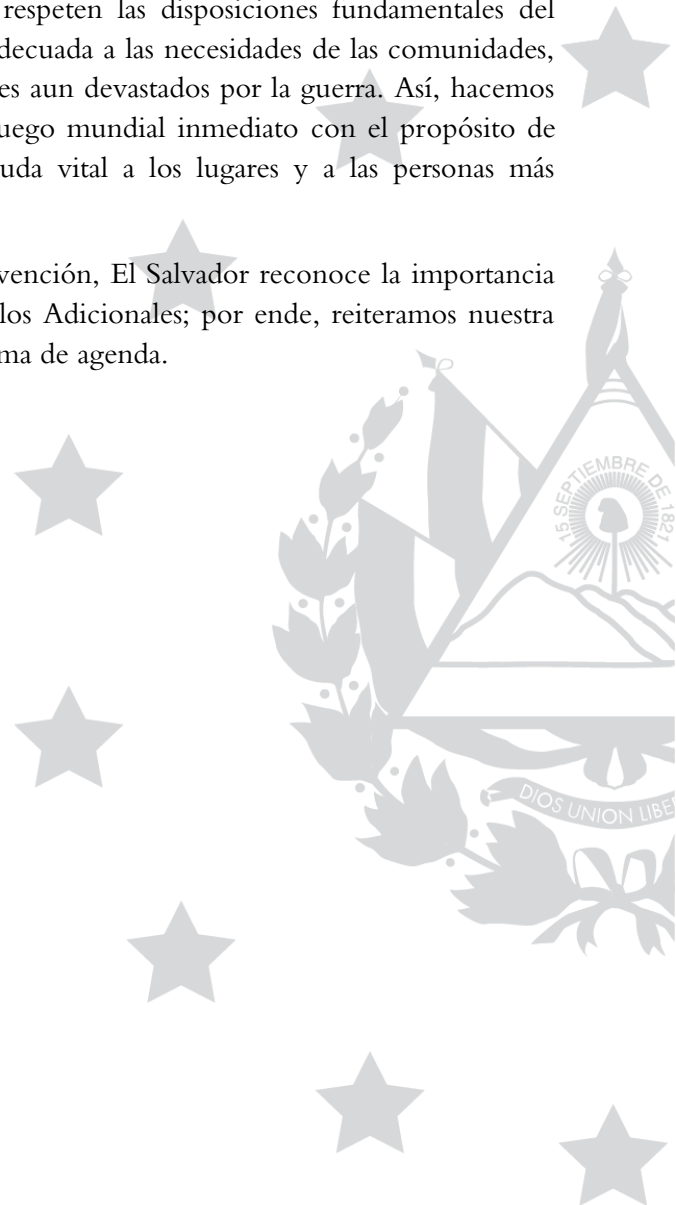 respeten las disposiciones fundamentales del
decuada a las necesidades de las comunidades,
es aun devastados por la guerra. Así, hacemos
uego mundial inmediato con el propósito de
uda vital a los lugares y a las personas más
vención, El Salvador reconoce la importancia
los Adicionales; por ende, reiteramos nuestra
ma de agenda.
15 SEPTIEMBRE DE 1821
DIOS UNION LIBE